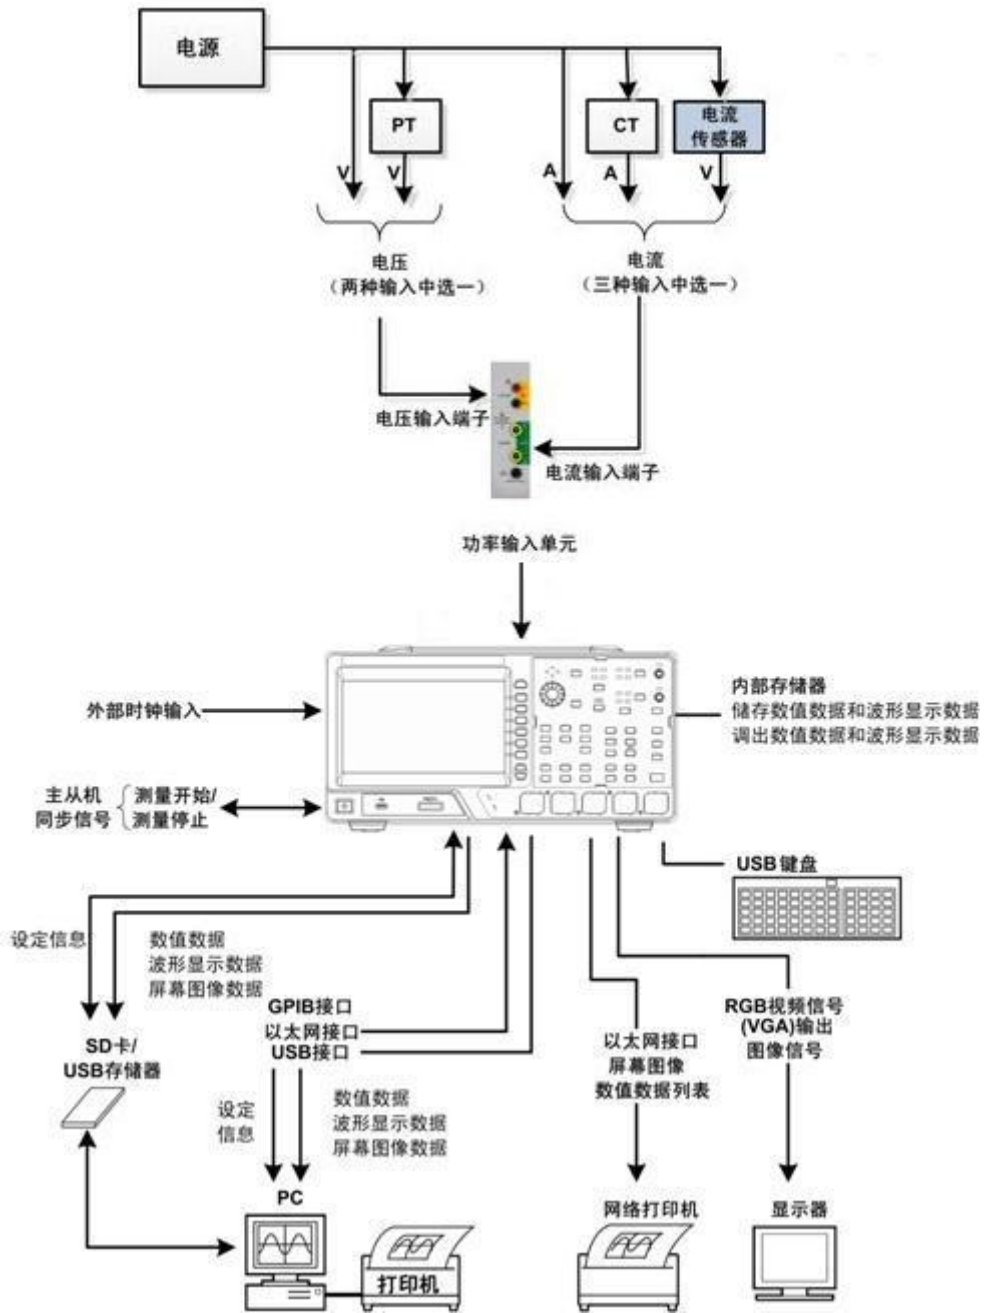 电源
PT
CT
电流
传感器
V
V
A
A
V
电压
（两种输入中选一）
电流
（三种输入中选一）
电压输入端子
电流输入端子
功率输入单元
外部时钟输入
内部存储器
储存数值数据和波形显示数据
调出数值数据和波形显示数据
主从机
同步信号
测量开始/
测量停止
USB键盘
设定信息
数值数据
波形显示数据
屏幕图像数据
GPIB接口
以太网接口
USB接口
SD卡/
USB存储器
设定
信息
数值数据
波形显示数据
屏幕图像数据
以太网接口
屏幕图像
数值数据列表
RGB视频信号
(VGA)输出
图像信号
PC
打印机
网络打印机
显示器